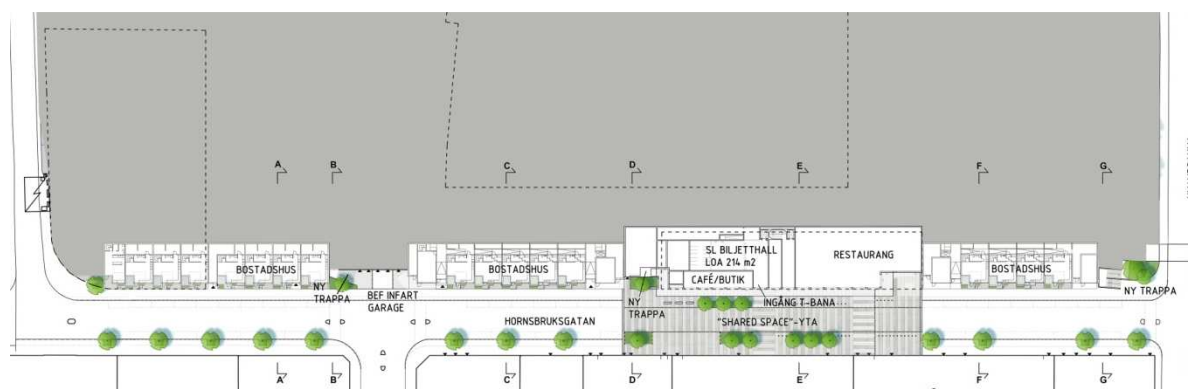 A
B
C
D
E
F
G
SL BILJETTHALL
LOA 214 m2
RESTAURANG
BOSTADSHUS
BOSTADSHUS
BOSTADSHUS
CAFÉ/BUTIK
NY
TRAPPA
BEF INFART
GARAGE
NY
TRAPPA
INGÅNG T-BANA
NY TRAPPA
HORNSBRUKSGATAN
"SHARED SPACE"-YTA
A
B
C
D
E
F
G